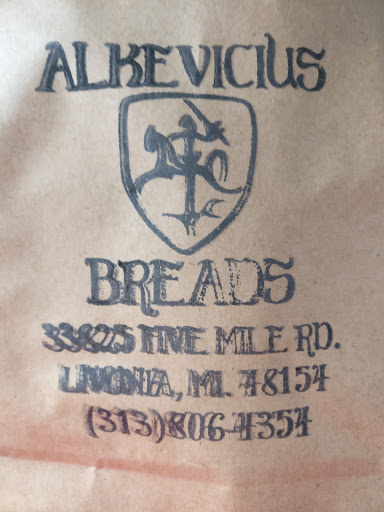 ALKEVICIUS
BREADS
33825 FIVE MILE RD.
LIVONIA, MI. 48154
(313)806-4354